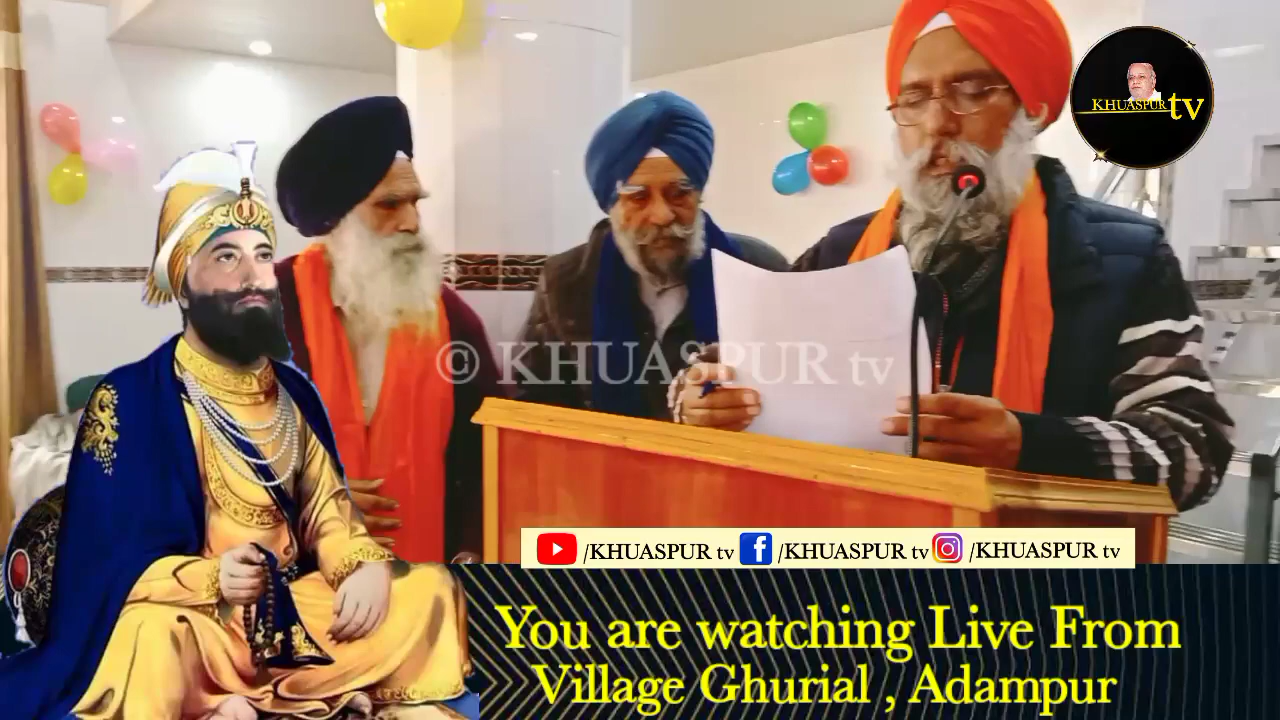 KHUASPUR tv
© KHUASPUR tv
/KHUASPUR tv /KHUASPUR tv /KHUASPUR tv
You are watching Live From
Village Ghurial , Adampur